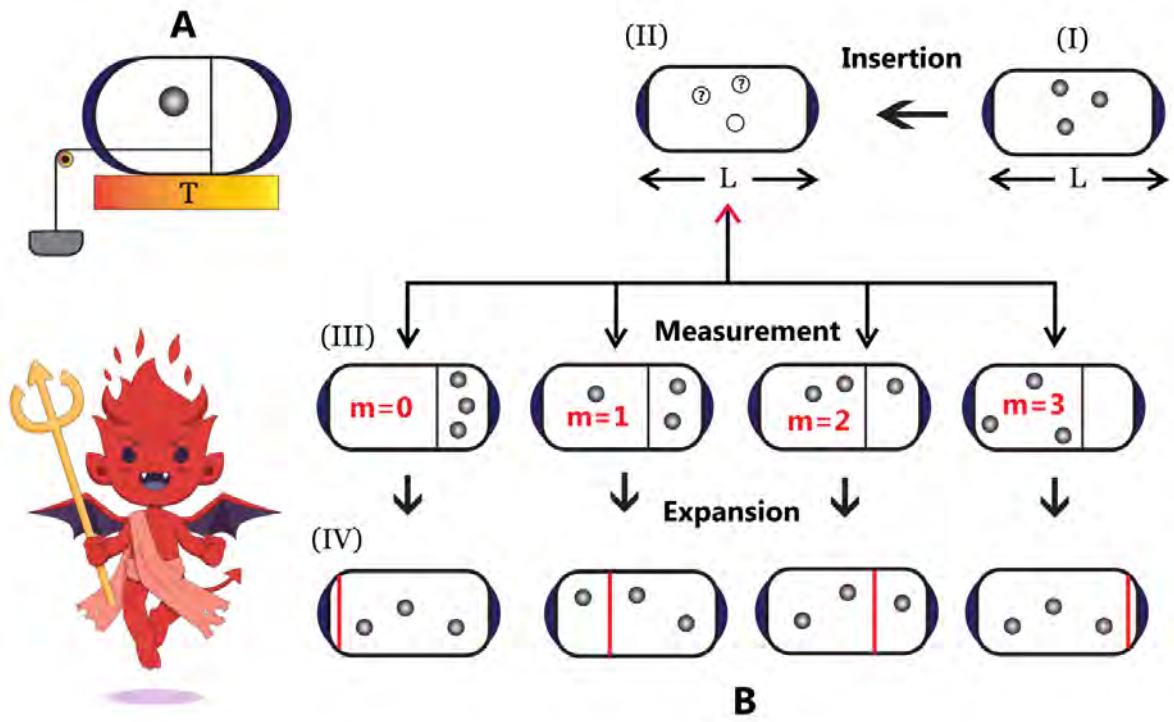 A
T
(II)
Insertion
(I)
? ?
L
L
(III)
Measurement
m=0
m=1
m=2
m=3
Expansion
(IV)
B